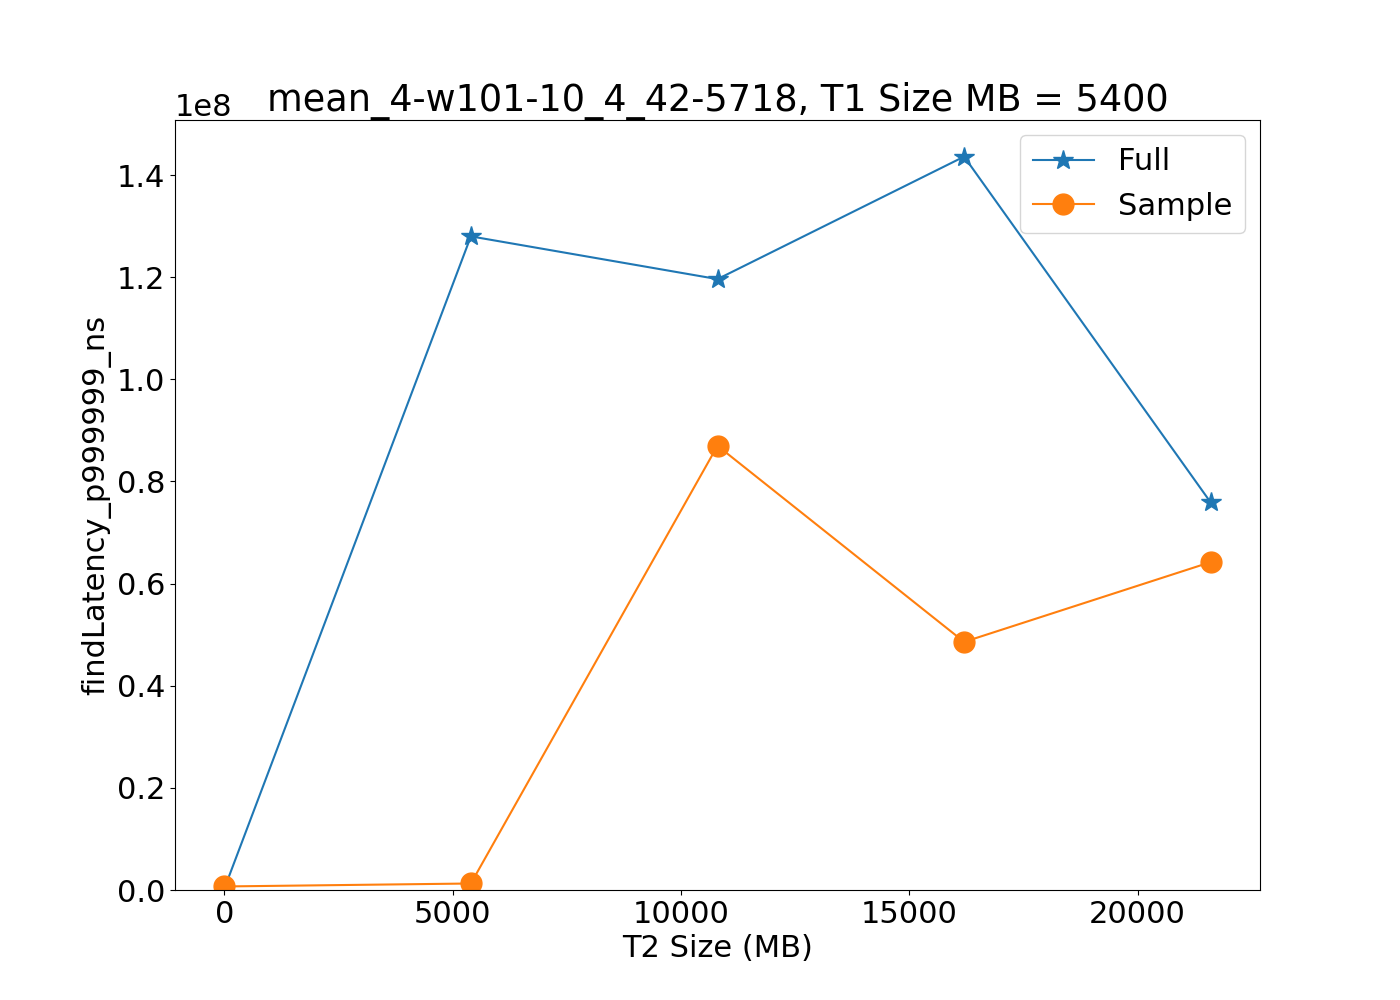 1e8
mean_4-w101-10_4_42-5718, T1 Size MB = 5400
Full
Sample
1.4
1.2
1.0
0.8
0.6
0.4
0.2
0.0
findLatency_p999999_ns
0 5000 10000 15000 20000
T2 Size (MB)